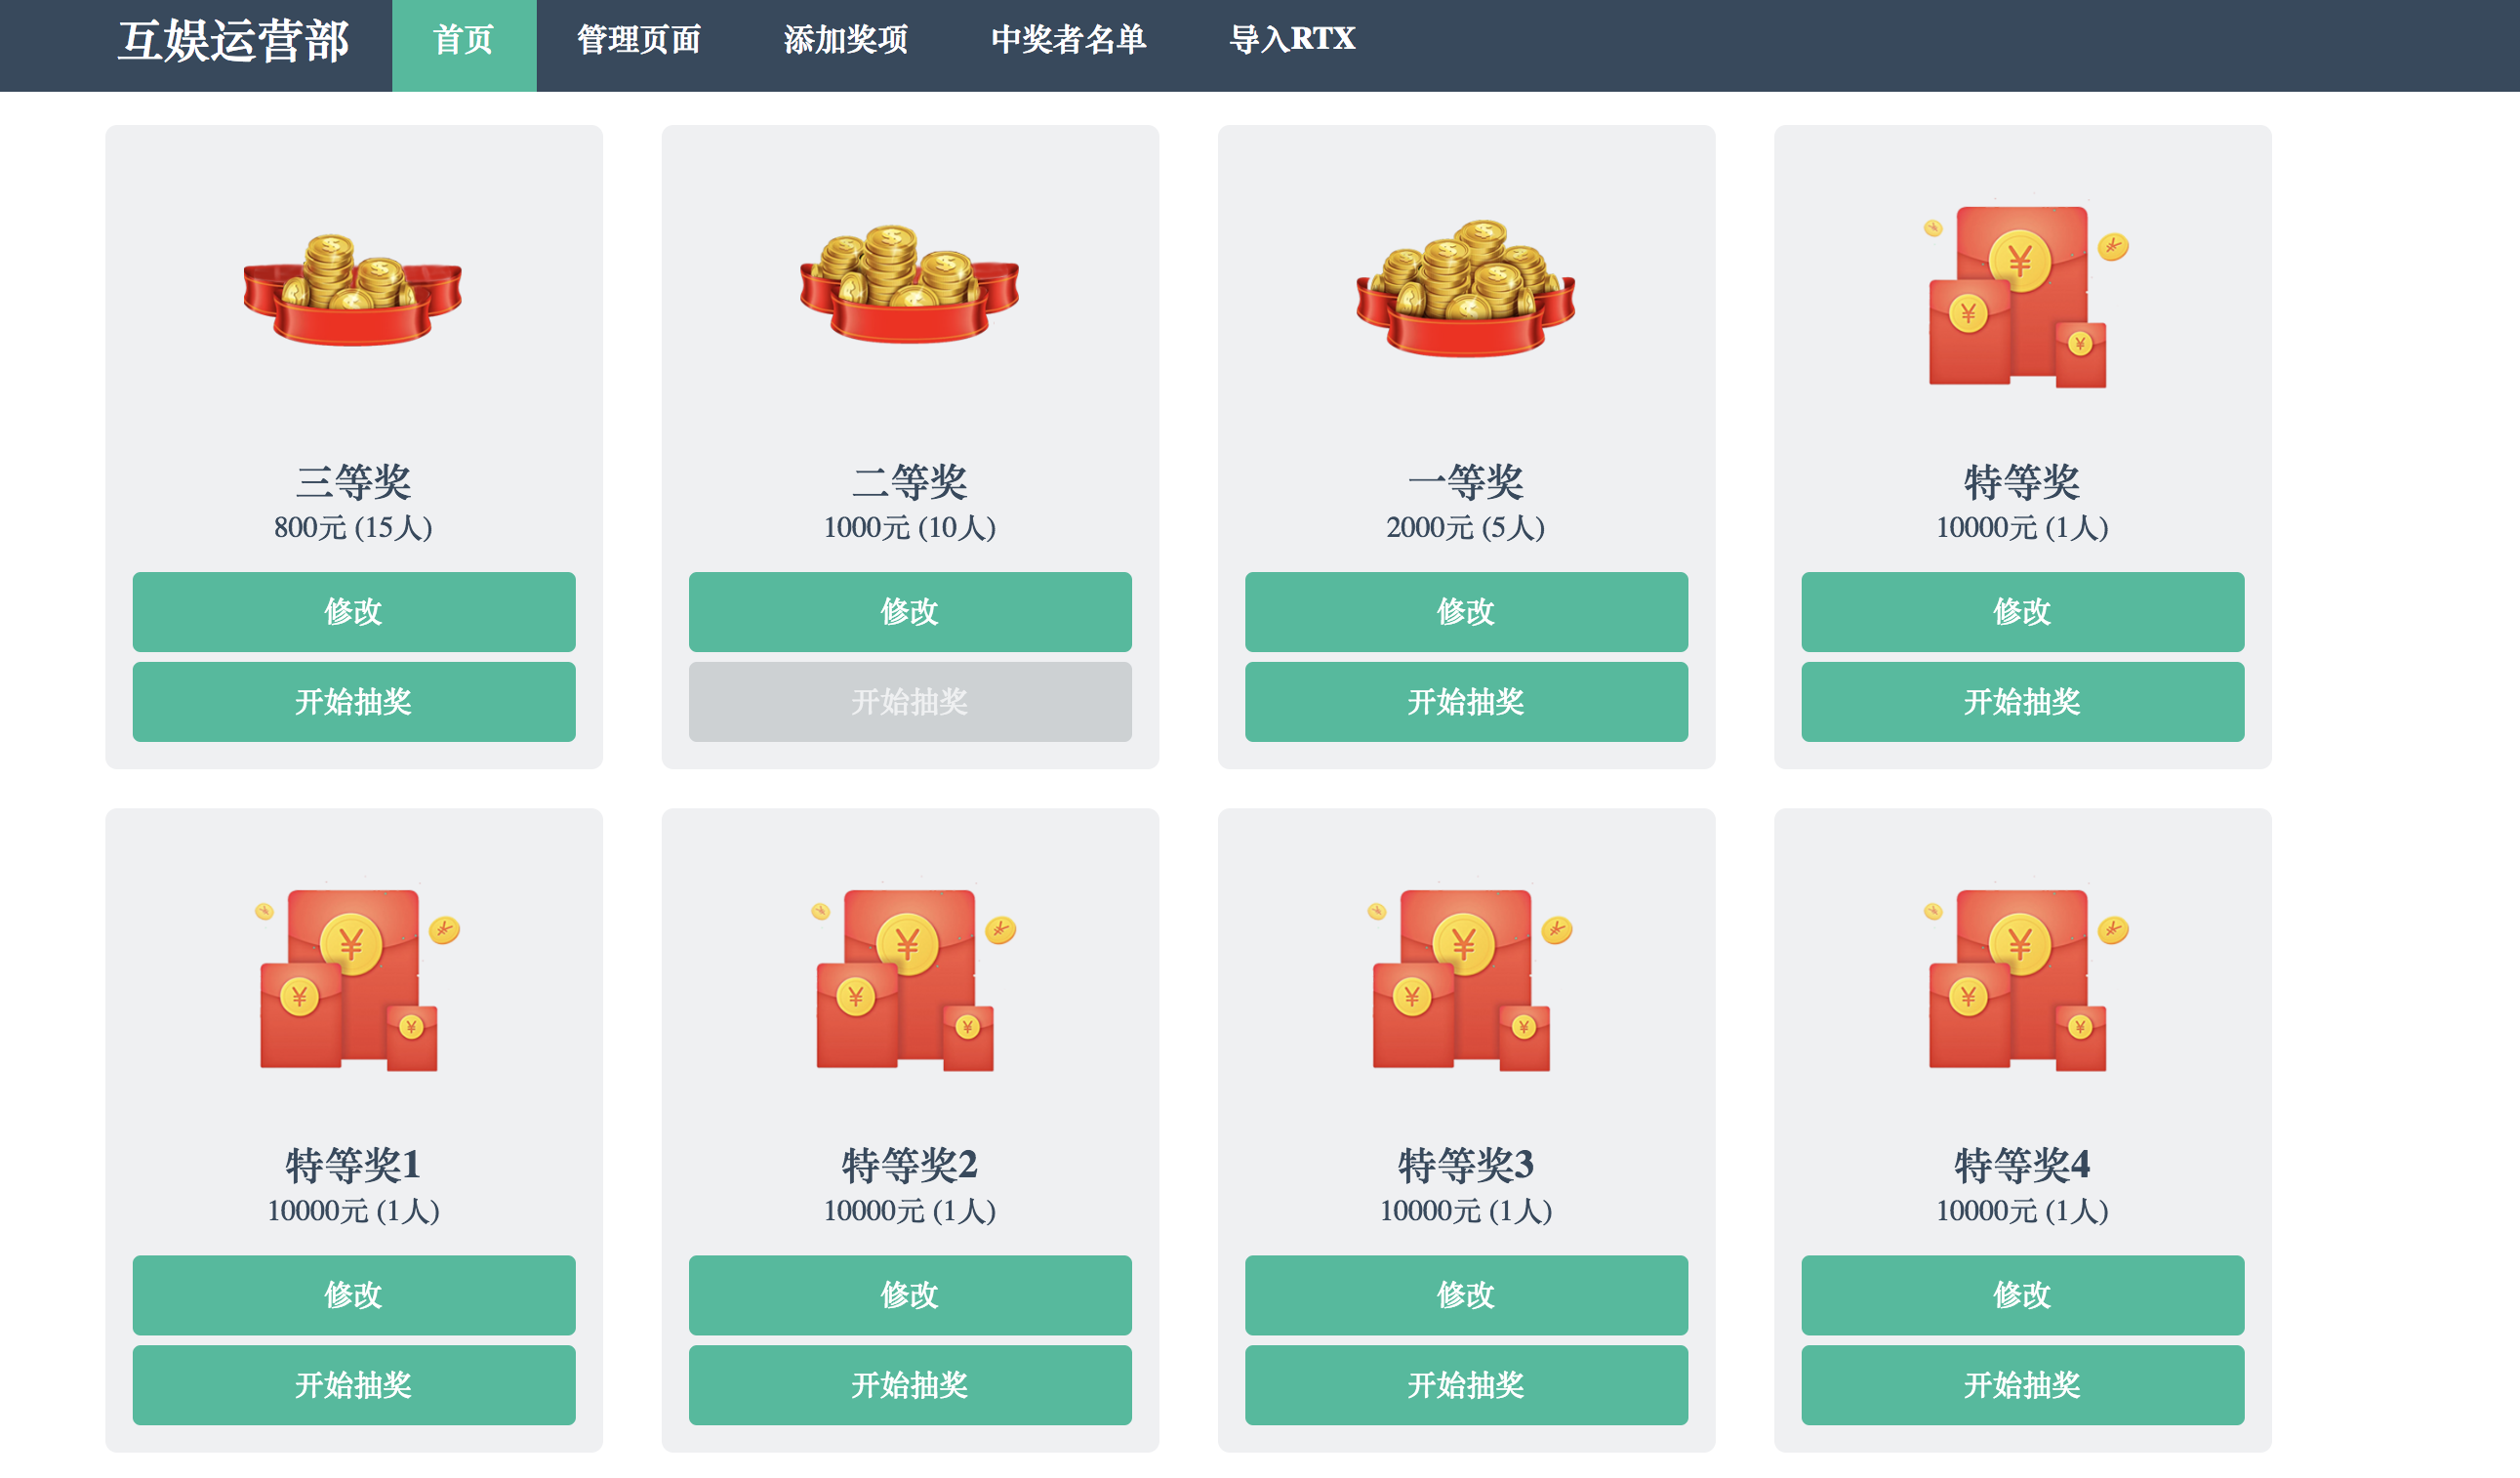 互娱运营部 首页 管理页面 添加奖项 中奖者名单 导入RTX
三等奖
800元 (15人)
修改
开始抽奖
二等奖
1000元 (10人)
修改
开始抽奖
一等奖
2000元 (5人)
修改
开始抽奖
特等奖
10000元 (1人)
修改
开始抽奖
特等奖1
10000元 (1人)
修改
开始抽奖
特等奖2
10000元 (1人)
修改
开始抽奖
特等奖3
10000元 (1人)
修改
开始抽奖
特等奖4
10000元 (1人)
修改
开始抽奖